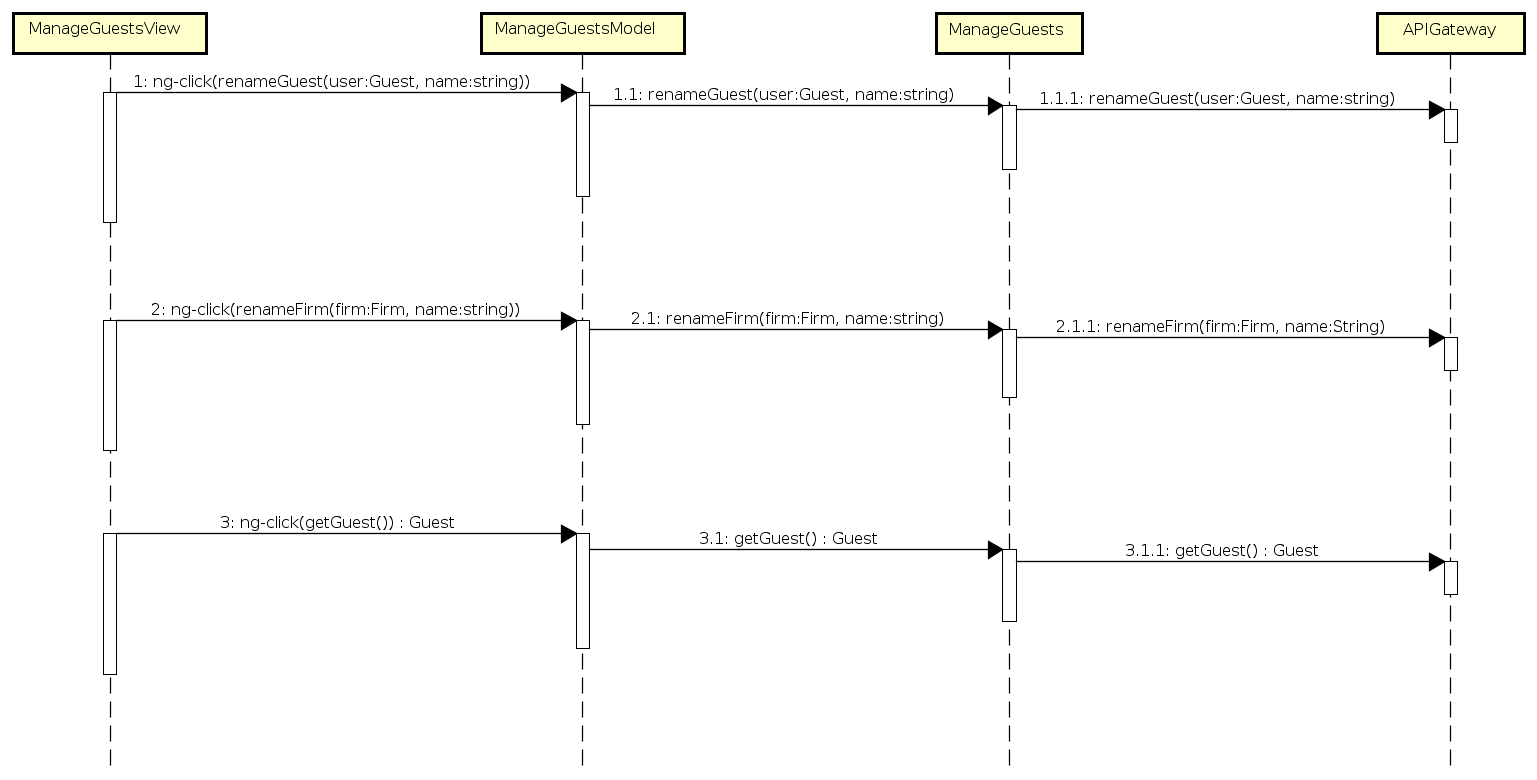 ManageGuestsView
ManageGuestsModel
ManageGuests
APIGateway
1: ng-click(renameGuest(user:Guest, name:string))
1.1: renameGuest(user:Guest, name:string)
1.1.1: renameGuest(user:Guest, name:string)
2: ng-click(renameFirm(firm:Firm, name:string))
2.1: renameFirm(firm:Firm, name:string)
2.1.1: renameFirm(firm:Firm, name:String)
3: ng-click(getGuest()) : Guest
3.1: getGuest() : Guest
3.1.1: getGuest() : Guest